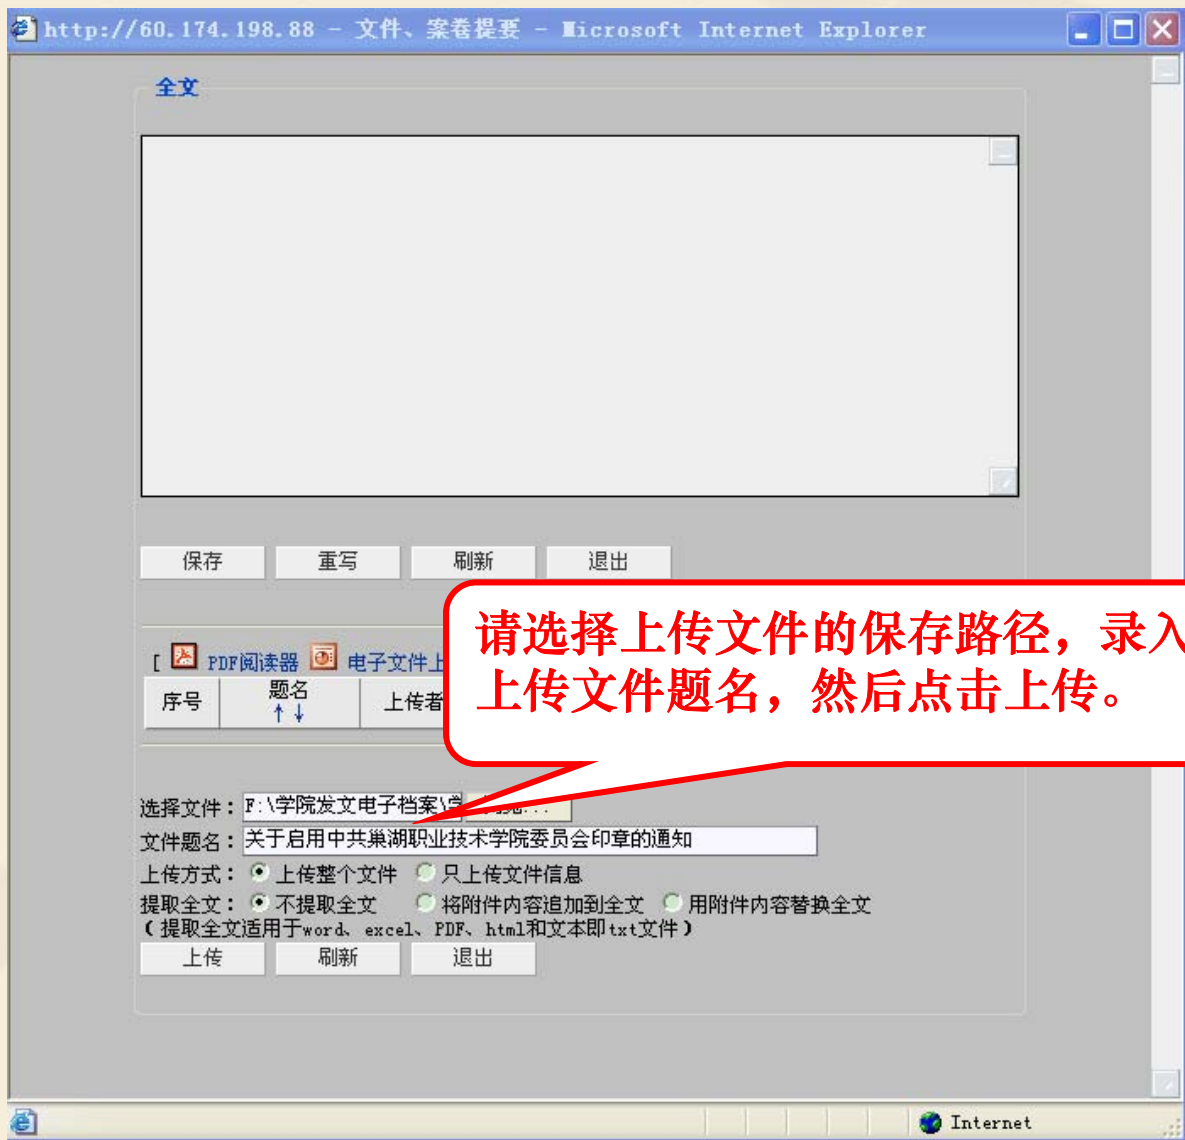 http://60.174.198.88 - 文件、案卷提要 - Microsoft Internet Explorer
全文
保存 重写 刷新 退出
请选择上传文件的保存路径，录入
上传文件题名，然后点击上传。
[ PDF阅读器 电子文件上
序号 题名 ↑↓ 上传者
选择文件：F:\学院发文电子档案\
文件题名：关于启用中共巢湖职业技术学院委员会印章的通知
上传方式： 上传整个文件 只上传文件信息
提取全文： 不提取全文 将附件内容追加到全文 用附件内容替换全文
(提取全文适用于word、excel、PDF、html和文本即txt文件)
上传 刷新 退出
Internet